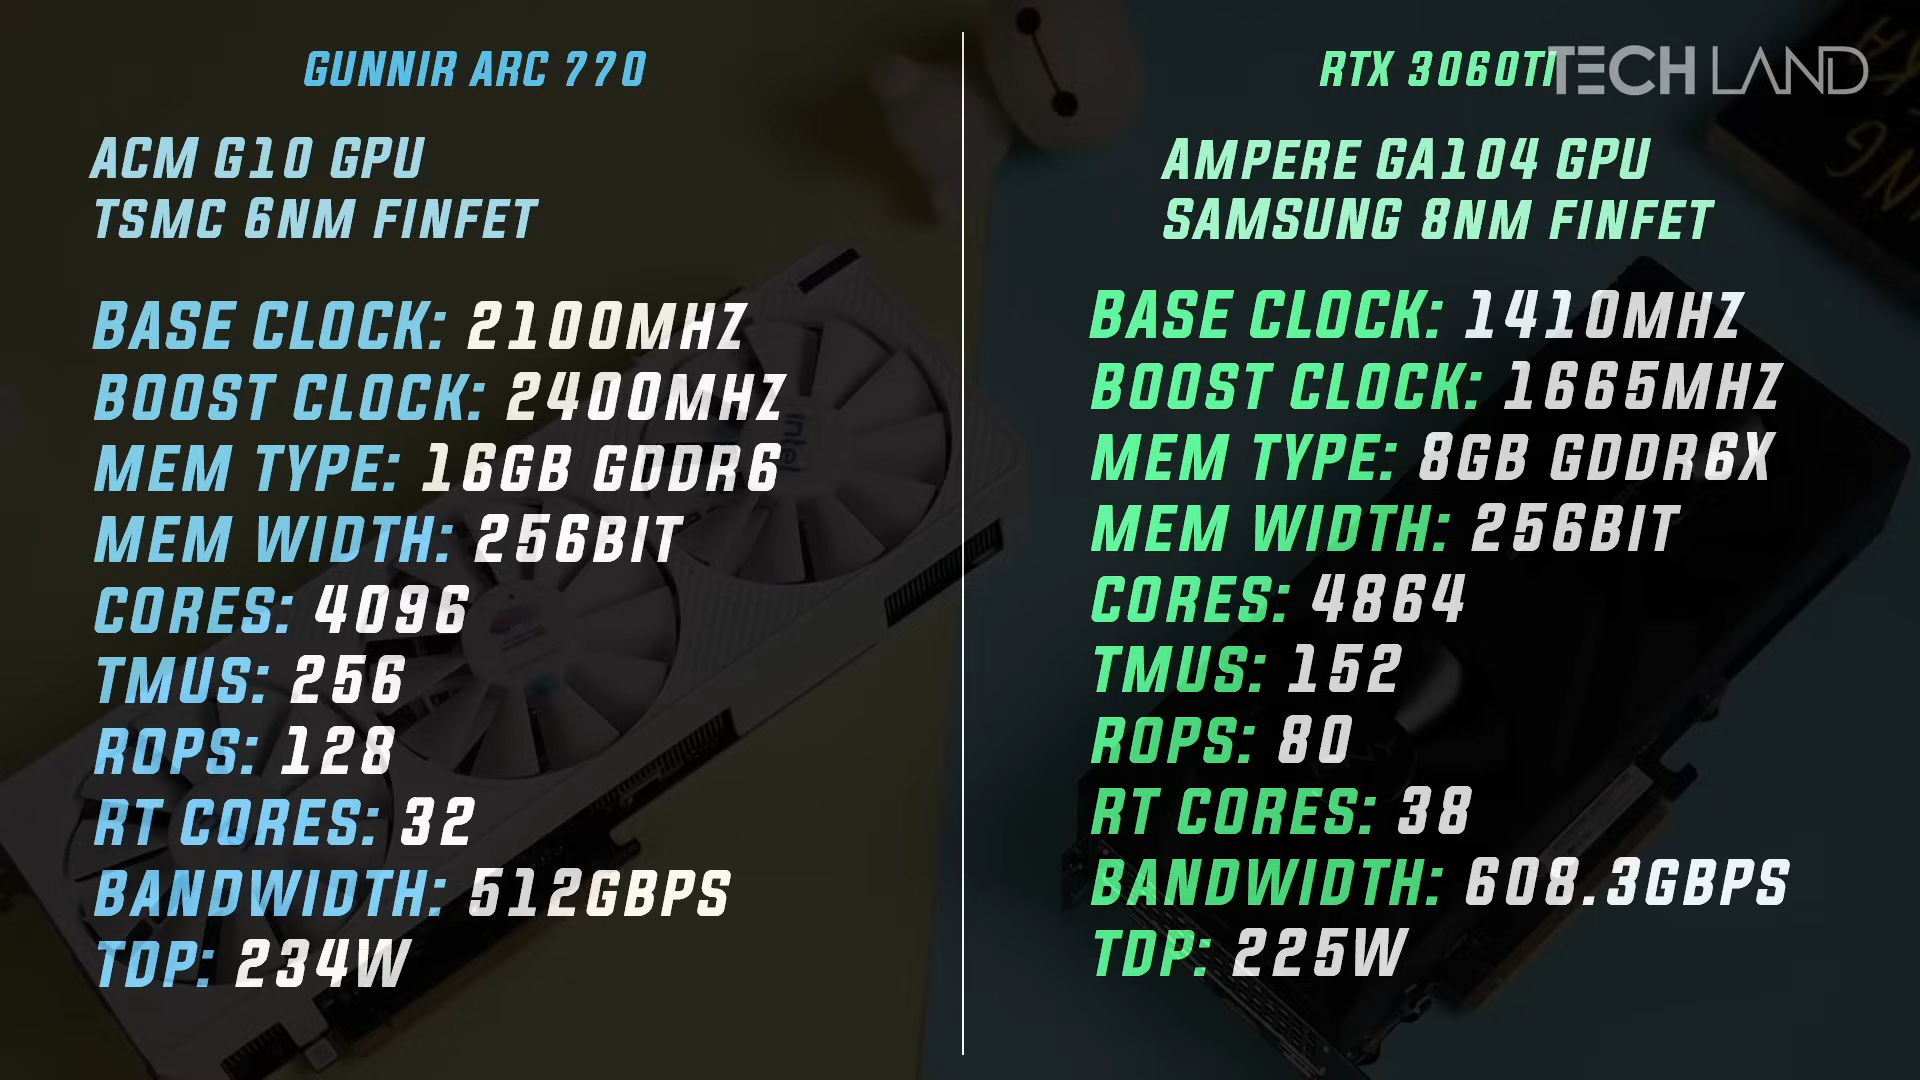 GUNNIR ARC 770
ACM G10 GPU
TSMC 6NM FINFET
BASE CLOCK: 2100MHZ
BOOST CLOCK: 2400MHZ
MEM TYPE: 16GB GDDR6
MEM WIDTH: 256BIT
CORES: 4096
TMUS: 256
ROPS: 128
RT CORES: 32
BANDWIDTH: 512GBPS
TDP: 234W
RTX 3060TI
TECH LAND
AMPERE GA104 GPU
SAMSUNG 8NM FINFET
BASE CLOCK: 1410MHZ
BOOST CLOCK: 1665MHZ
MEM TYPE: 8GB GDDR6X
MEM WIDTH: 256BIT
CORES: 4864
TMUS: 152
ROPS: 80
RT CORES: 38
BANDWIDTH: 608.3GBPS
TDP: 225W
intel